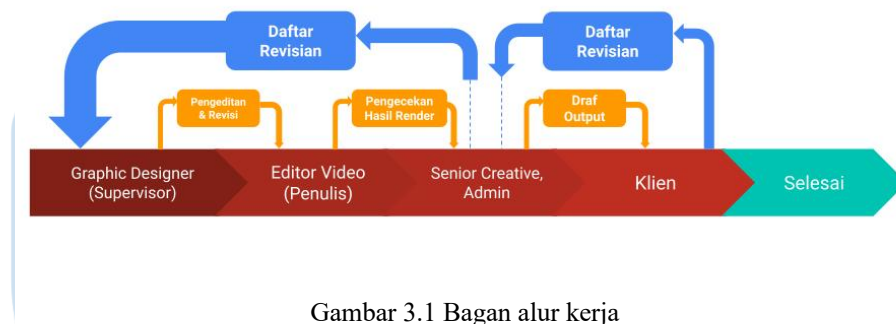 Daftar
Revisian
Daftar
Revisian
Pengeditan
& Revisi
Pengecekan
Hasil Render
Draf
Output
Graphic Designer
(Supervisor)
Editor Video
(Penulis)
Senior Creative,
Admin
Klien
Selesai
Gambar 3.1 Bagan alur kerja